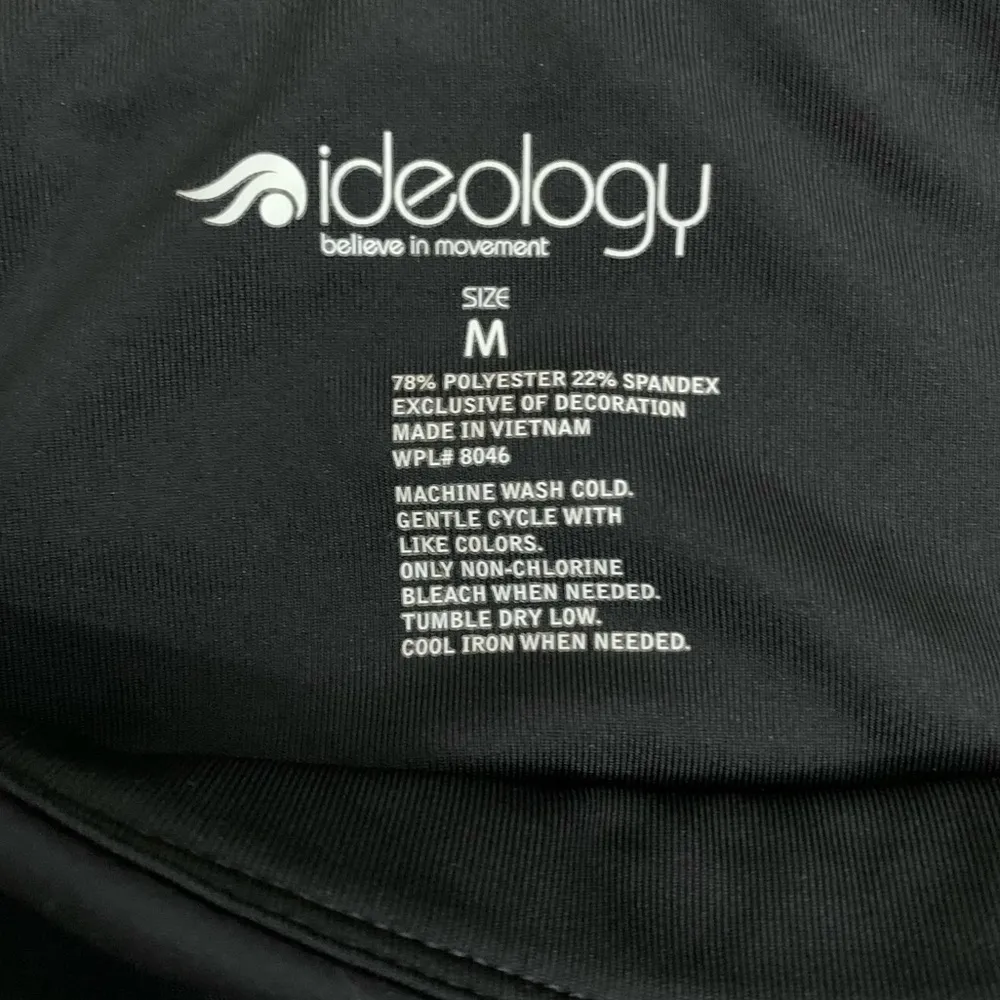 ideology
believe in movement
SIZE
M
78% POLYESTER 22% SPANDEX
EXCLUSIVE OF DECORATION
MADE IN VIETNAM
WPL# 8046
MACHINE WASH COLD.
GENTLE CYCLE WITH
LIKE COLORS.
ONLY NON-CHLORINE
BLEACH WHEN NEEDED.
TUMBLE DRY LOW.
COOL IRON WHEN NEEDED.